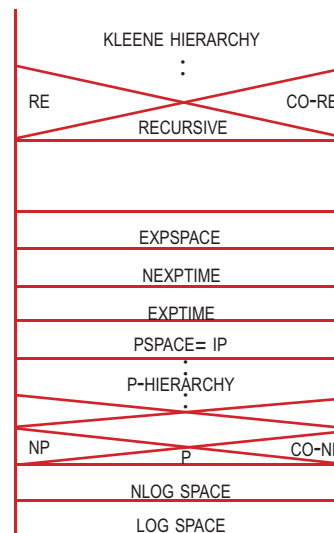 KLEENE HIERARCHY
RE
CO-RE
RECURSIVE
EXPSPACE
NEXPTIME
EXPTIME
PSPACE= IP
P-HIERARCHY
NP
P
CO-NP
NLOG SPACE
LOG SPACE